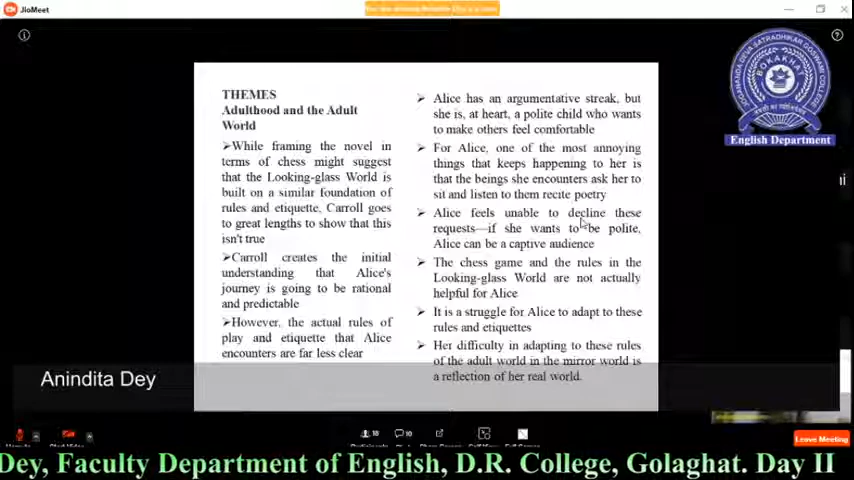 JioMeet
THEMES
Adulthood and the Adult
World
➢While framing the novel in
terms of chess might suggest
that the Looking-glass World is
built on a similar foundation of
rules and etiquette, Carroll goes
to great lengths to show that this
isn't true
➢Carroll creates the initial
understanding that Alice's
journey is going to be rational
and predictable
➢However, the actual rules of
play and etiquette that Alice
encounters are far less clear
➢ Alice has an argumentative streak, but
she is, at heart, a polite child who wants
to make others feel comfortable
➢ For Alice, one of the most annoying
things that keeps happening to her is
that the beings she encounters ask her to
sit and listen to them recite poetry
➢ Alice feels unable to decline these
requests—if she wants to be polite,
Alice can be a captive audience
➢ The chess game and the rules in the
Looking-glass World are not actually
helpful for Alice
➢ It is a struggle for Alice to adapt to these
rules and etiquettes
➢ Her difficulty in adapting to these rules
of the adult world in the mirror world is
a reflection of her real world.
JOGANANDA DEVA SATRADHIKAR GOSWAMI COLLEGE
BOKAKHAT
English Department
Anindita Dey
18
10
Leave Meeting
Dey, Faculty Department of English, D.R. College, Golaghat. Day II